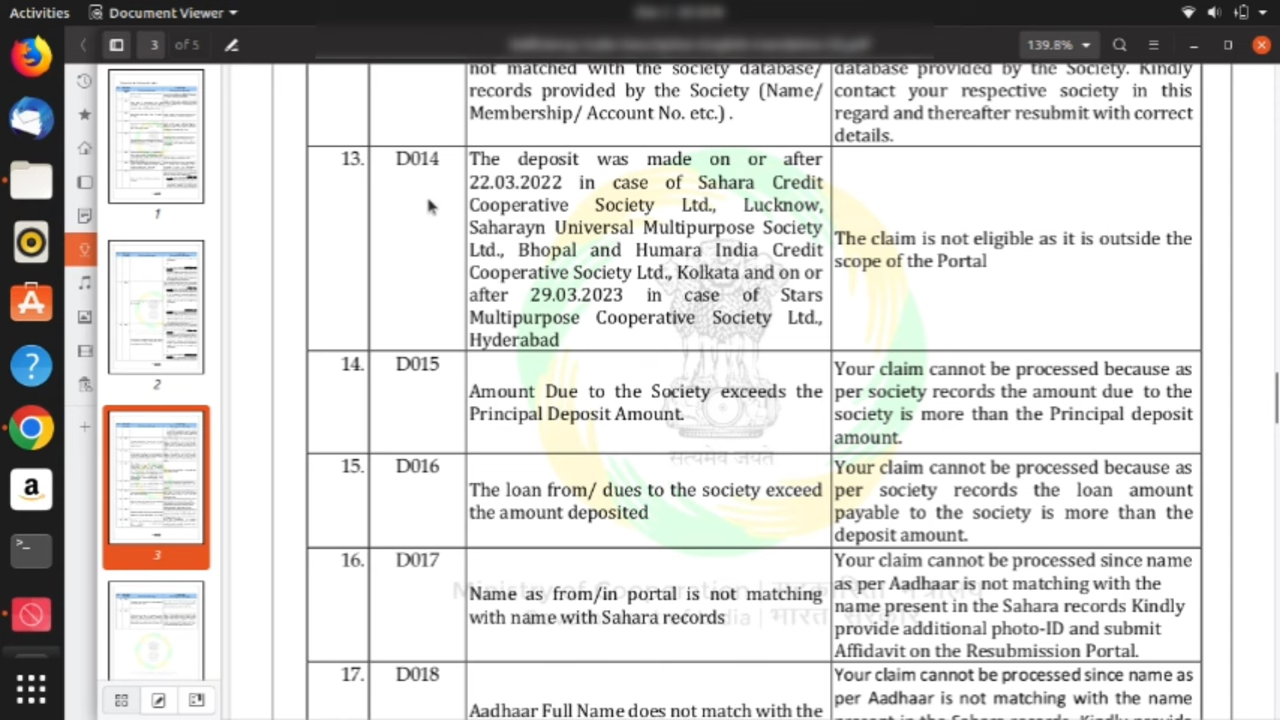 Activities
Document Viewer
3 of 5
139.8%
not matched with the society database/
records provided by the Society (Name/
Membership/ Account No. etc.) .
database provided by the Society. Kindly
contact your respective society in this
regard and thereafter resubmit with correct
details.
13.
D014
The deposit was made on or after
22.03.2022 in case of Sahara Credit
Cooperative Society Ltd., Lucknow,
Saharayn Universal Multipurpose Society
Ltd., Bhopal and Humara India Credit
Cooperative Society Ltd., Kolkata and on or
after 29.03.2023 in case of Stars
Multipurpose Cooperative Society Ltd.,
Hyderabad
The claim is not eligible as it is outside the
scope of the Portal
14.
D015
Amount Due to the Society exceeds the
Principal Deposit Amount.
Your claim cannot be processed because as
per society records the amount due to the
society is more than the Principal deposit
amount.
15.
D016
The loan from/ dues to the society exceed
the amount deposited
Your claim cannot be processed because as
per society records the loan amount
payable to the society is more than the
deposit amount.
16.
D017
Name as from/in portal is not matching
with name with Sahara records
Your claim cannot be processed since name
as per Aadhaar is not matching with the
name present in the Sahara records Kindly
provide additional photo-ID and submit
Affidavit on the Resubmission Portal.
17.
D018
Aadhaar Full Name does not match with the
Your claim cannot be processed since name as
per Aadhaar is not matching with the name
सत्यमेव जयते
1
2
3